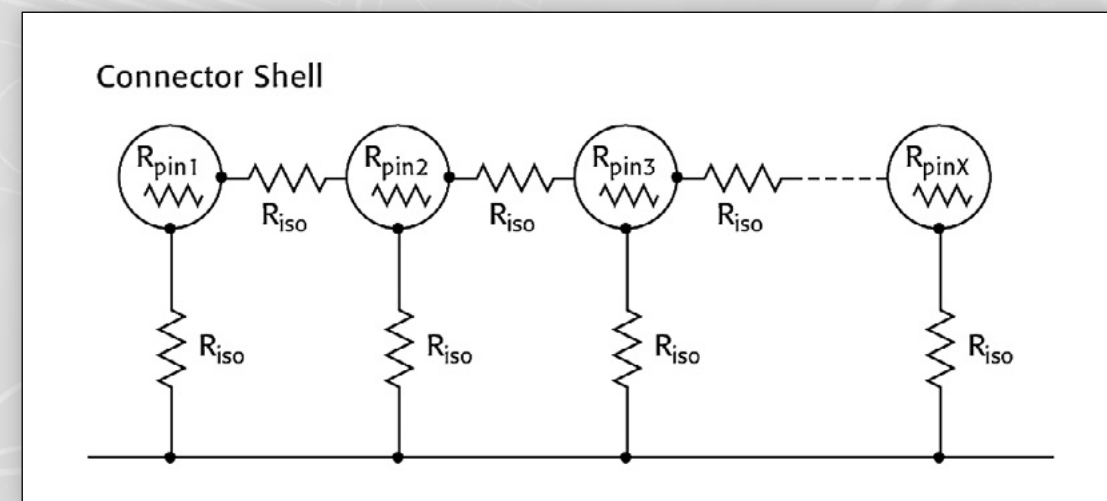 Connector Shell
Rpin1 Rpin2 Rpin3 RpinX
Riso Riso Riso
Riso Riso Riso Riso